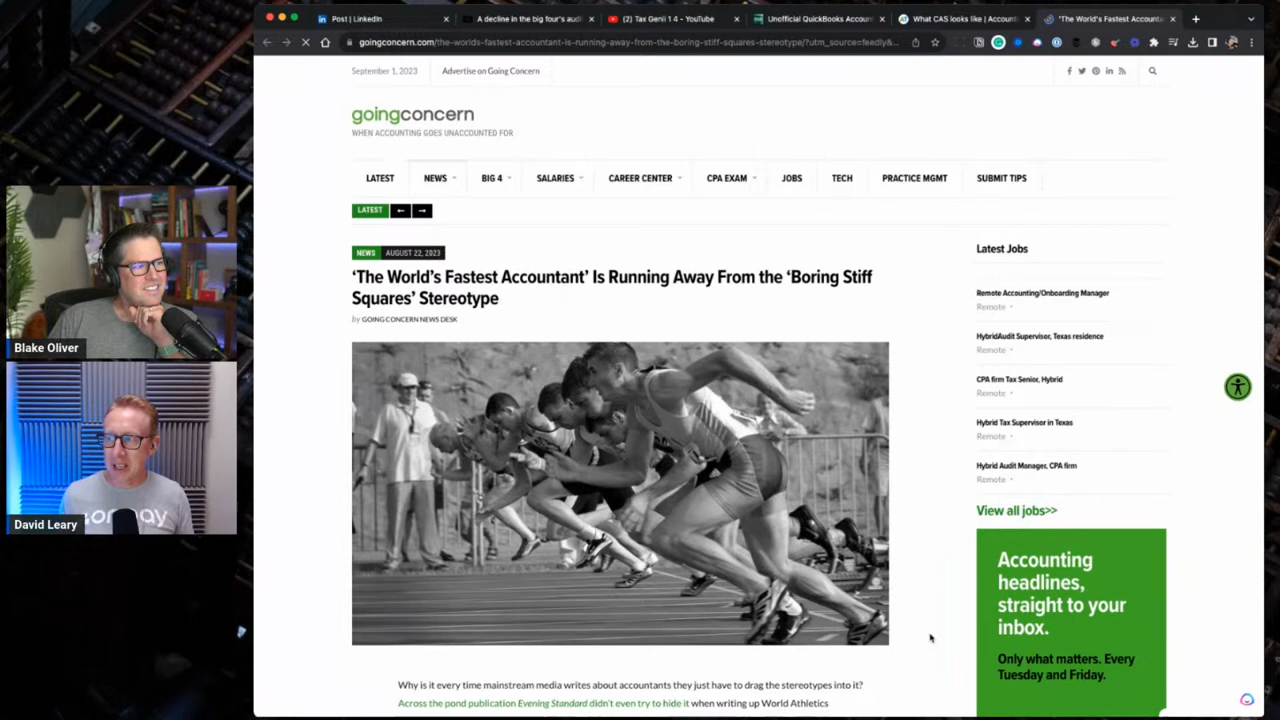 Post | LinkedIn
A decline in the big four's audi
(2) Tax Genii 1 4 - YouTube
Unofficial QuickBooks Accoun
What CAS looks like | Account
'The World's Fastest Accounta
goingconcern.com/the-worlds-fastest-accountant-is-running-away-from-the-boring-stiff-squares-stereotype/?utm_source=feedly&...
September 1, 2023
Advertise on Going Concern
goingconcern
WHEN ACCOUNTING GOES UNACCOUNTED FOR
LATEST
NEWS
BIG 4
SALARIES
CAREER CENTER
CPA EXAM
JOBS
TECH
PRACTICE MGMT
SUBMIT TIPS
LATEST
NEWS
AUGUST 22, 2023
'The World's Fastest Accountant' Is Running Away From the 'Boring Stiff
Squares' Stereotype
by GOING CONCERN NEWS DESK
Why is it every time mainstream media writes about accountants they just have to drag the stereotypes into it?
Across the pond publication Evening Standard didn't even try to hide it when writing up World Athletics
Latest Jobs
Remote Accounting/Onboarding Manager
Remote
HybridAudit Supervisor, Texas residence
Remote
CPA firm Tax Senior, Hybrid
Remote
Hybrid Tax Supervisor in Texas
Remote
Hybrid Audit Manager, CPA firm
Remote
View all jobs>>
Accounting
headlines,
straight to your
inbox.
Only what matters. Every
Tuesday and Friday.
Blake Oliver
David Leary